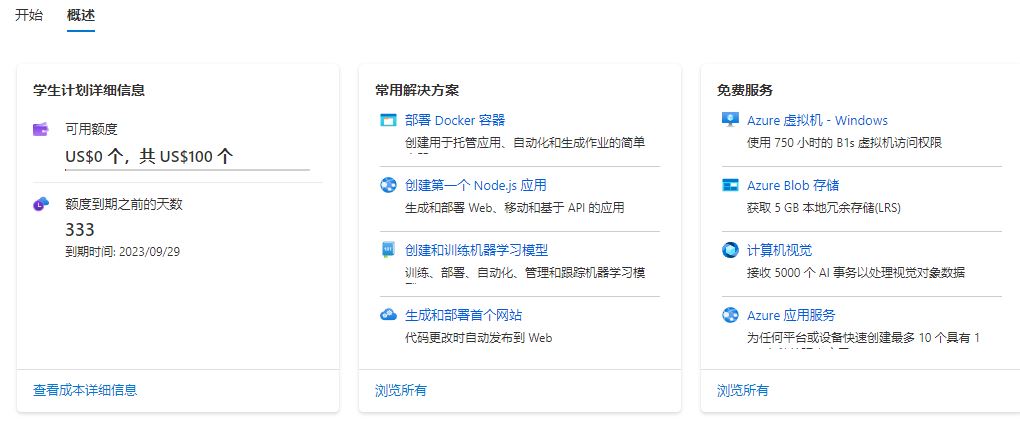 开始
概述
学生计划详细信息
可用额度
US$0 个，共 US$100 个
额度到期之前的天数
333
到期时间: 2023/09/29
查看成本详细信息
常用解决方案
部署 Docker 容器
创建用于托管应用、自动化和生成作业的简单
创建第一个 Node.js 应用
生成和部署 Web、移动和基于 API 的应用
创建和训练机器学习模型
训练、部署、自动化、管理和跟踪机器学习模
生成和部署首个网站
代码更改时自动发布到 Web
浏览所有
免费服务
Azure 虚拟机 - Windows
使用 750 小时的 B1s 虚拟机访问权限
Azure Blob 存储
获取 5 GB 本地冗余存储(LRS)
计算机视觉
接收 5000 个 AI 事务以处理视觉对象数据
Azure 应用服务
为任何平台或设备快速创建最多 10 个具有 1
浏览所有